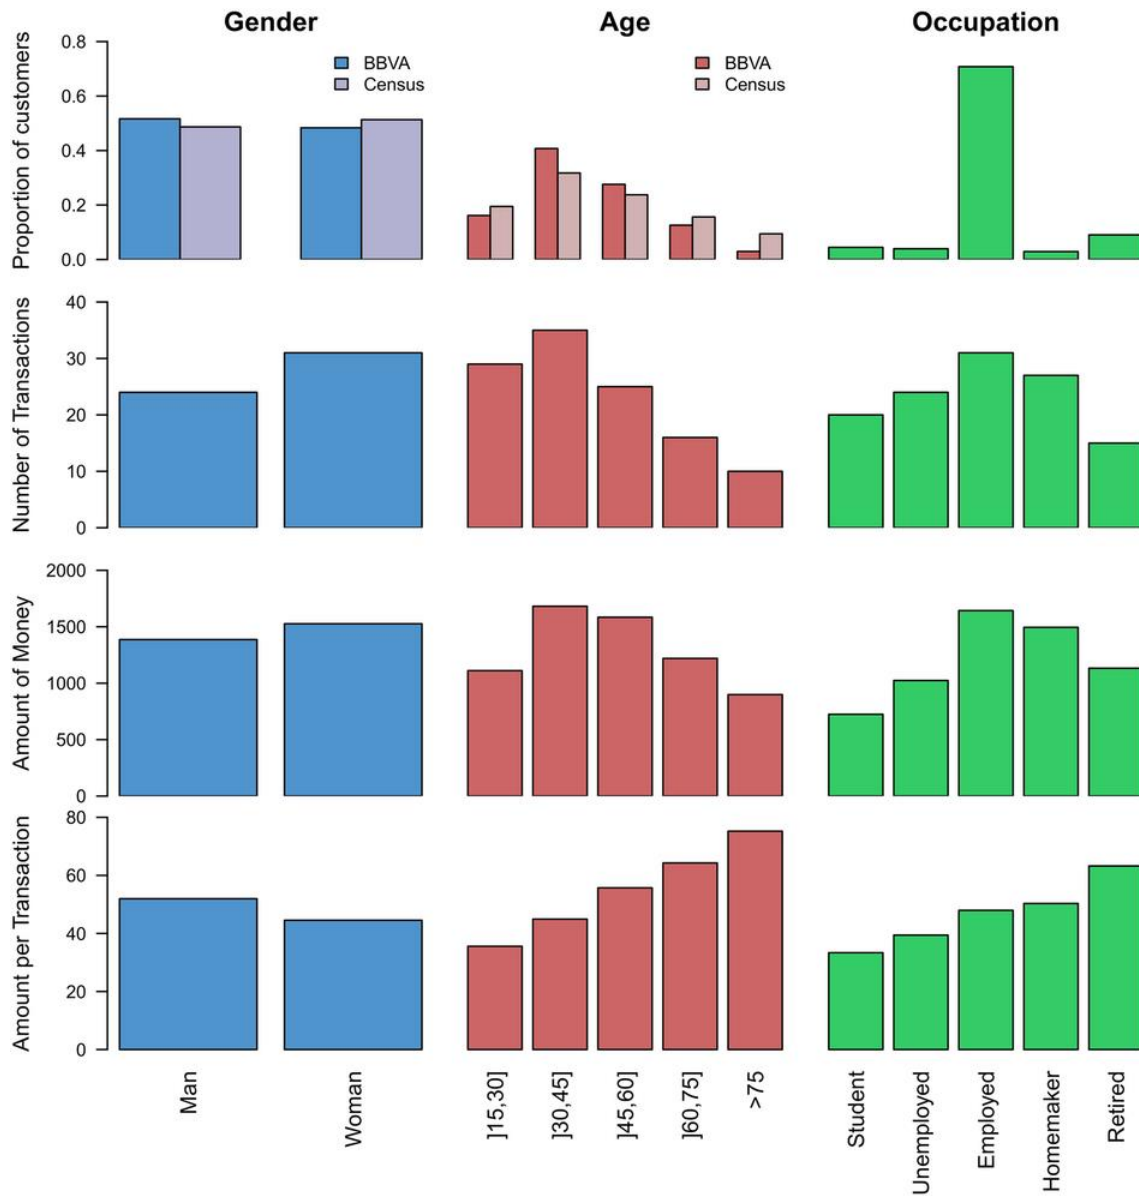 Gender
Age
Occupation
Proportion of customers
0.8
0.6
0.4
0.2
0.0
BBVA
Census
BBVA
Census
Number of Transactions
40
30
20
10
0
Amount of Money
2000
1500
1000
500
0
Amount per Transaction
80
60
40
20
0
Man
Woman
]15,30]
]30,45]
]45,60]
]60,75]
>75
Student
Unemployed
Employed
Homemaker
Retired